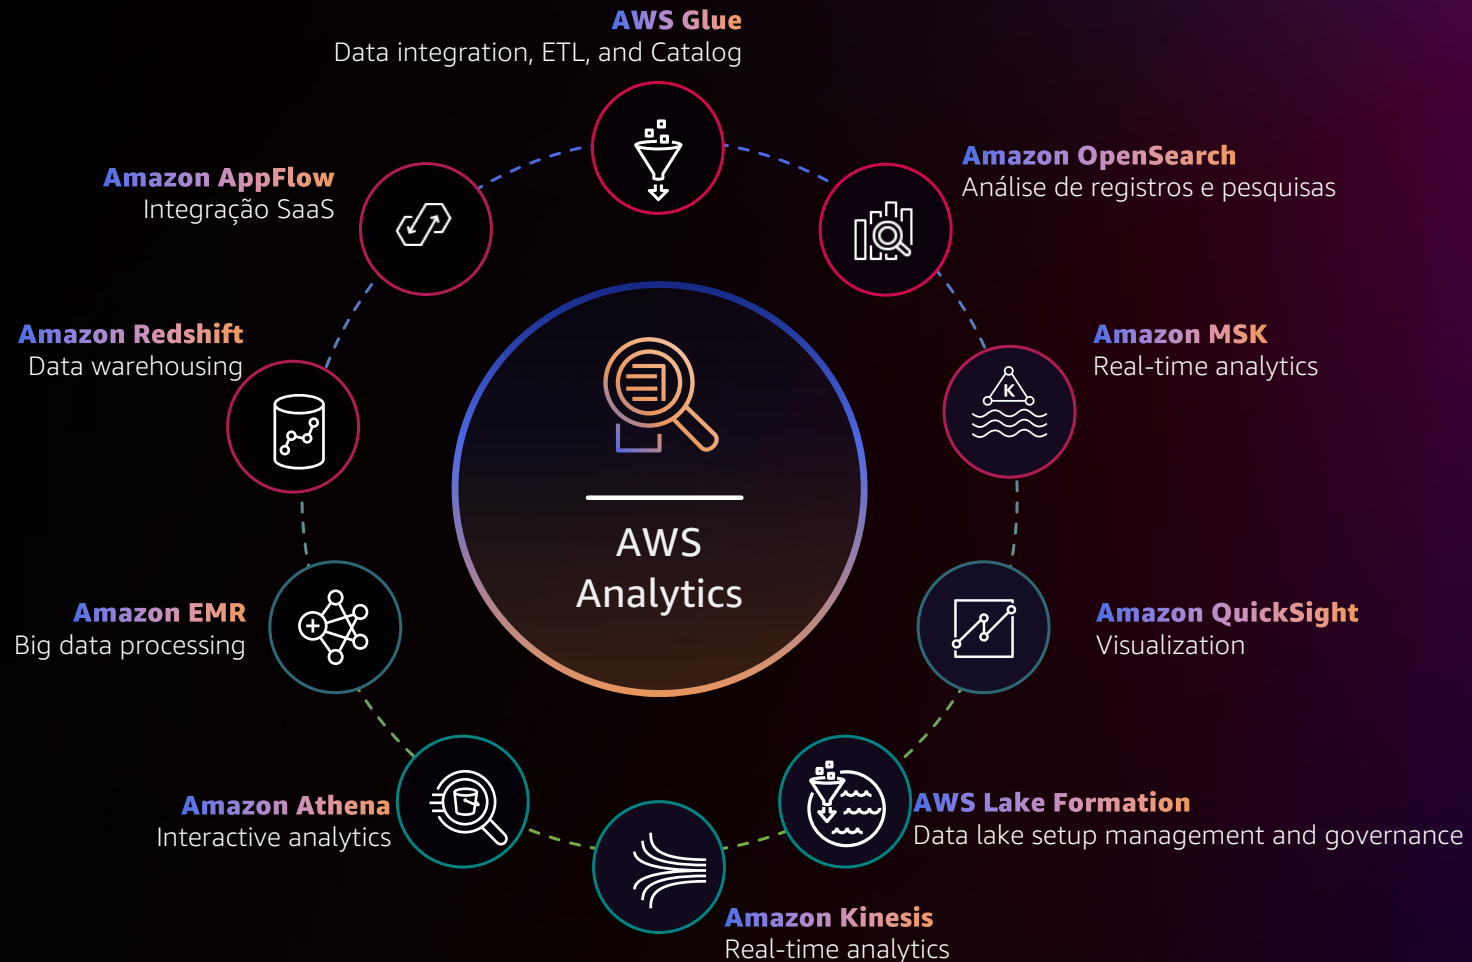 AWS Glue
Data integration, ETL, and Catalog
Amazon OpenSearch
Análise de registros e pesquisas
Amazon AppFlow
Integração SaaS
Amazon Redshift
Data warehousing
Amazon MSK
Real-time analytics
K
AWS
Analytics
Amazon EMR
Big data processing
Amazon QuickSight
Visualization
Amazon Athena
Interactive analytics
AWS Lake Formation
Data lake setup management and governance
Amazon Kinesis
Real-time analytics